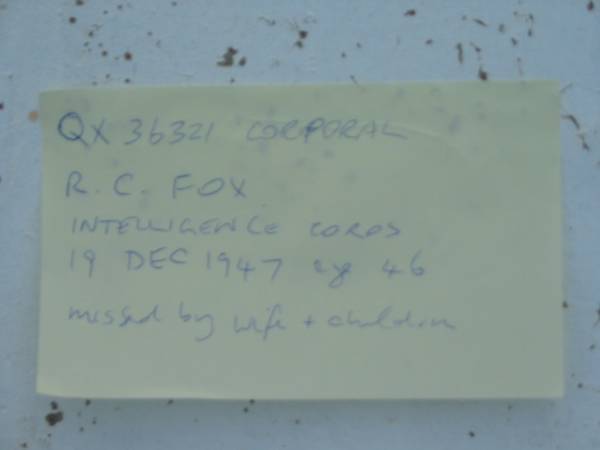 QX 36321 CORPORAL
R. C. FOX
INTELLIGENCE CORPS
19 DEC 1947 age 46
missed by wife + children